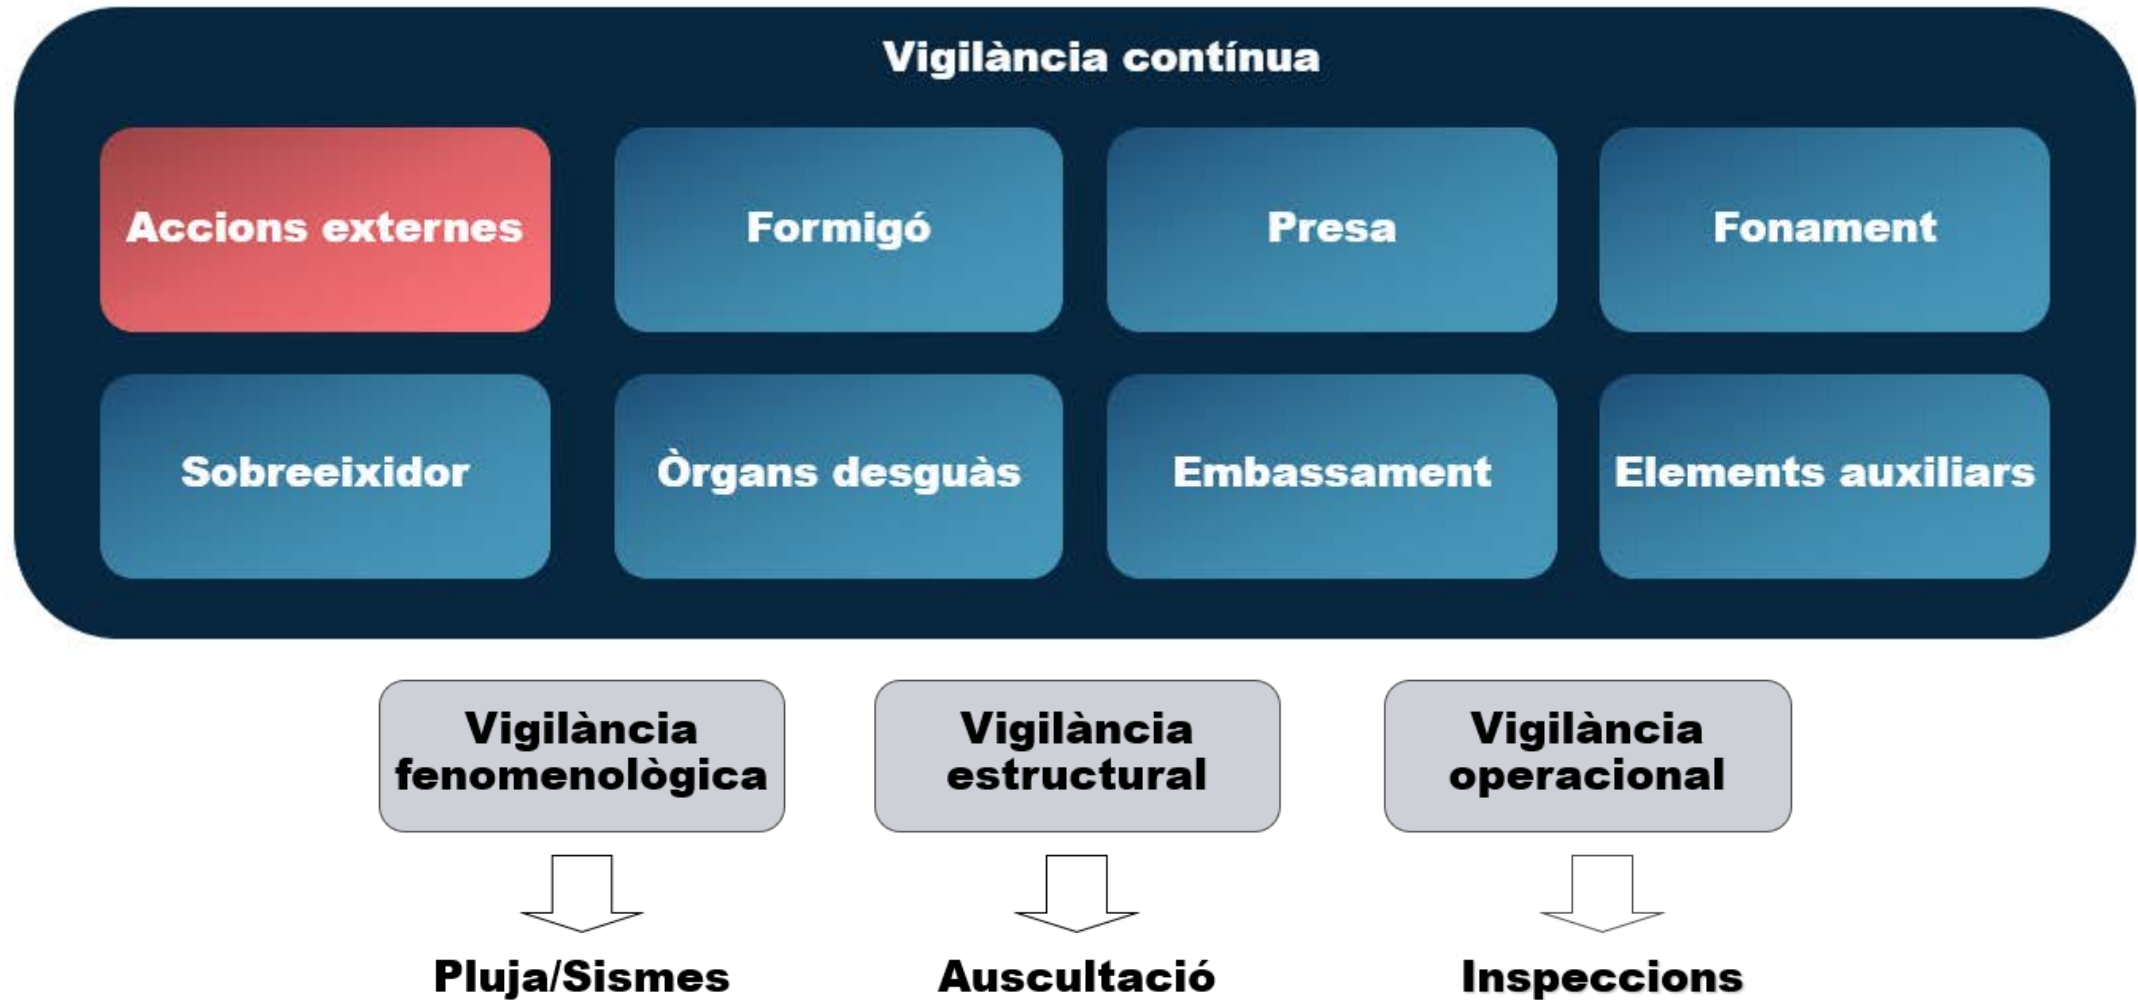 Vigilància contínua
Accions externes
Formigó
Presa
Fonament
Sobreeixidor
Òrgans desguàs
Embassament
Elements auxiliars
Vigilància
fenomenològica
Vigilància
estructural
Vigilància
operacional
Pluja/Sismes
Auscultació
Inspeccions